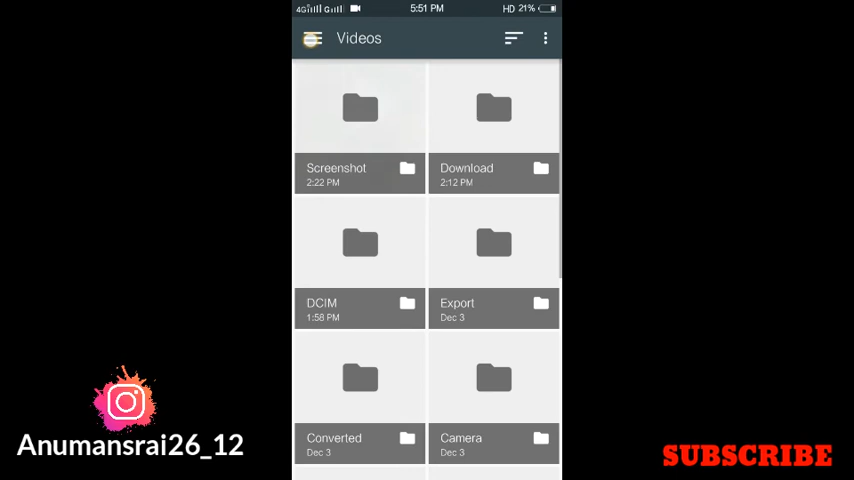 4G G 5:51 PM HD 21%
Videos
Screenshot
2:22 PM
Download
2:12 PM
DCIM
1:58 PM
Export
Dec 3
Converted
Dec 3
Camera
Dec 3
Anumansrai26_12
SUBSCRIBE